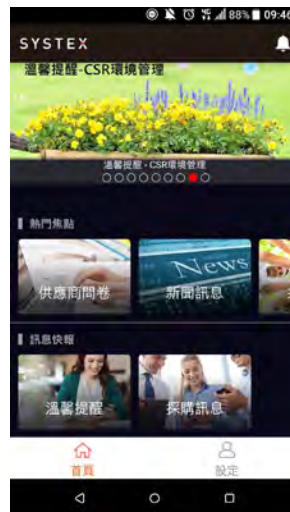 88% 09:46
SYSTEX
溫馨提醒-CSR環境管理
溫馨提醒 - CSR環境管理
熱門焦點
供應商問卷
News
新聞訊息
訊息快報
溫馨提醒
採購訊息
首頁
設定